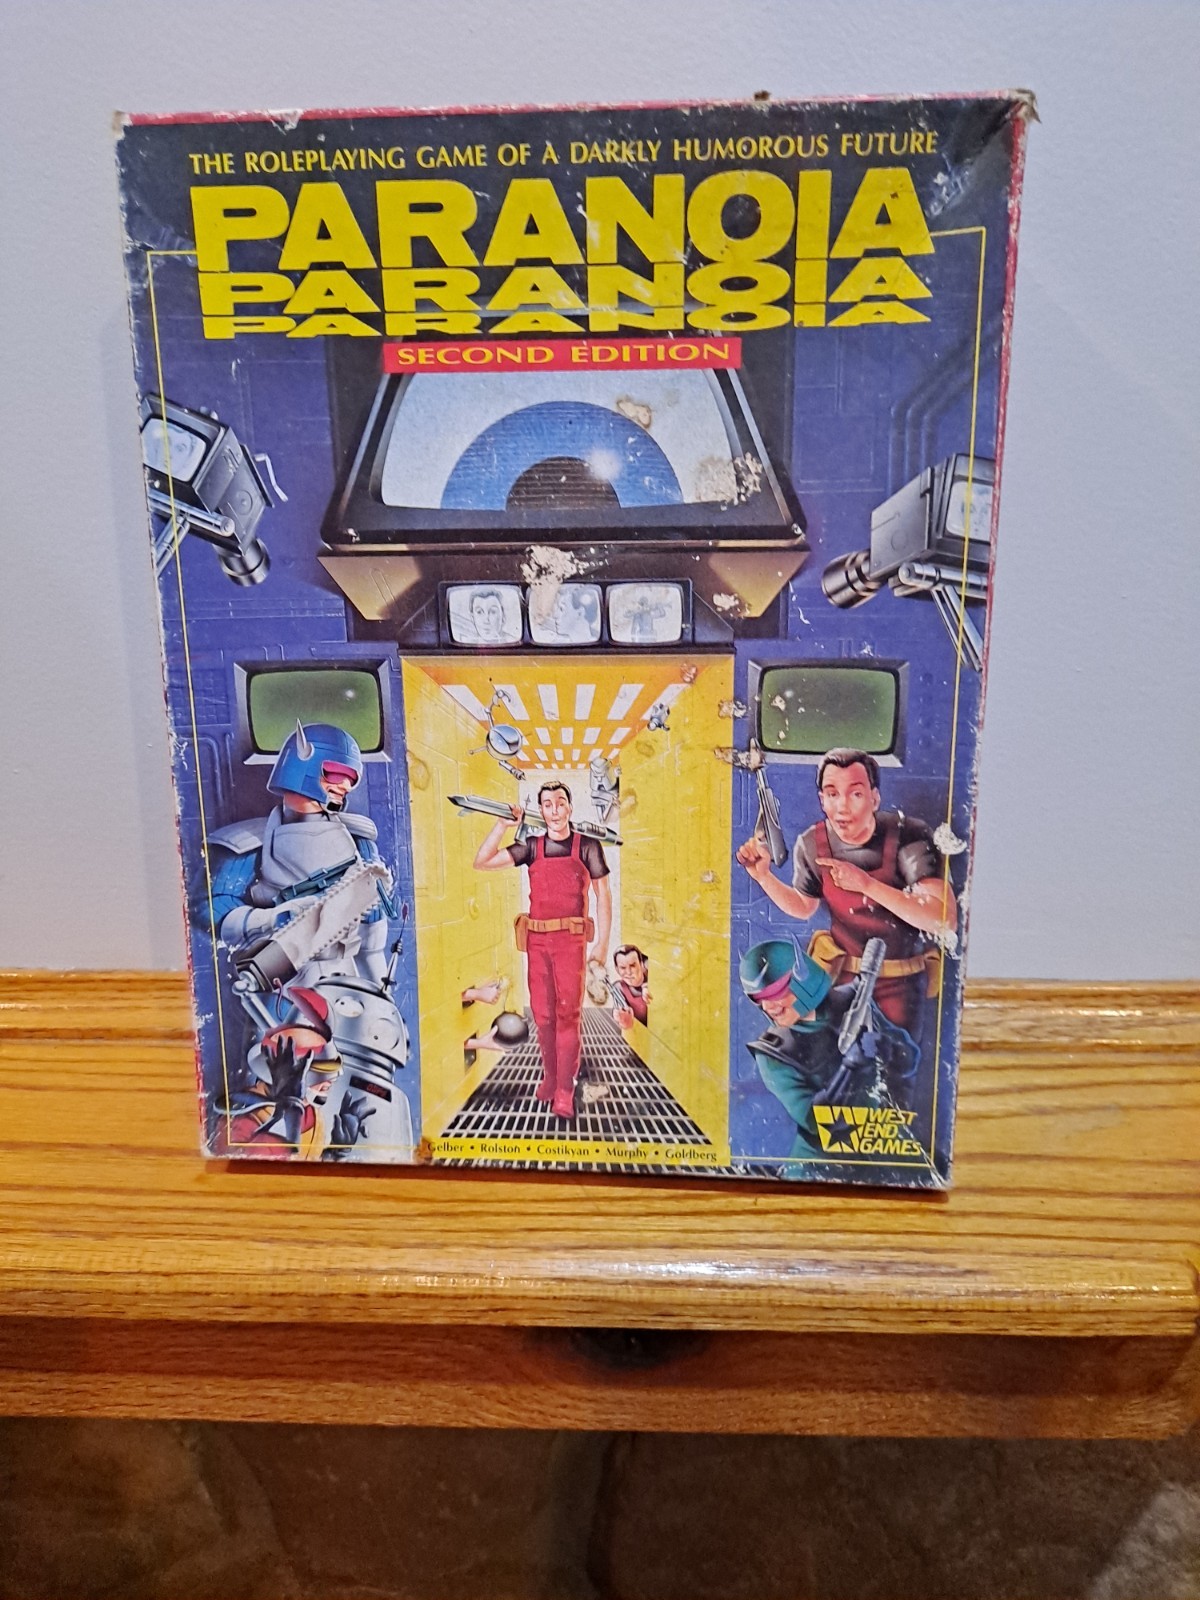 THE ROLEPLAYING GAME OF A DARKLY HUMOROUS FUTURE
PARANOIA
PARANOIA
PARANOIA
SECOND EDITION
Gelber • Rolston • Costikyan • Murphy • Goldberg
WEST
END
GAMES